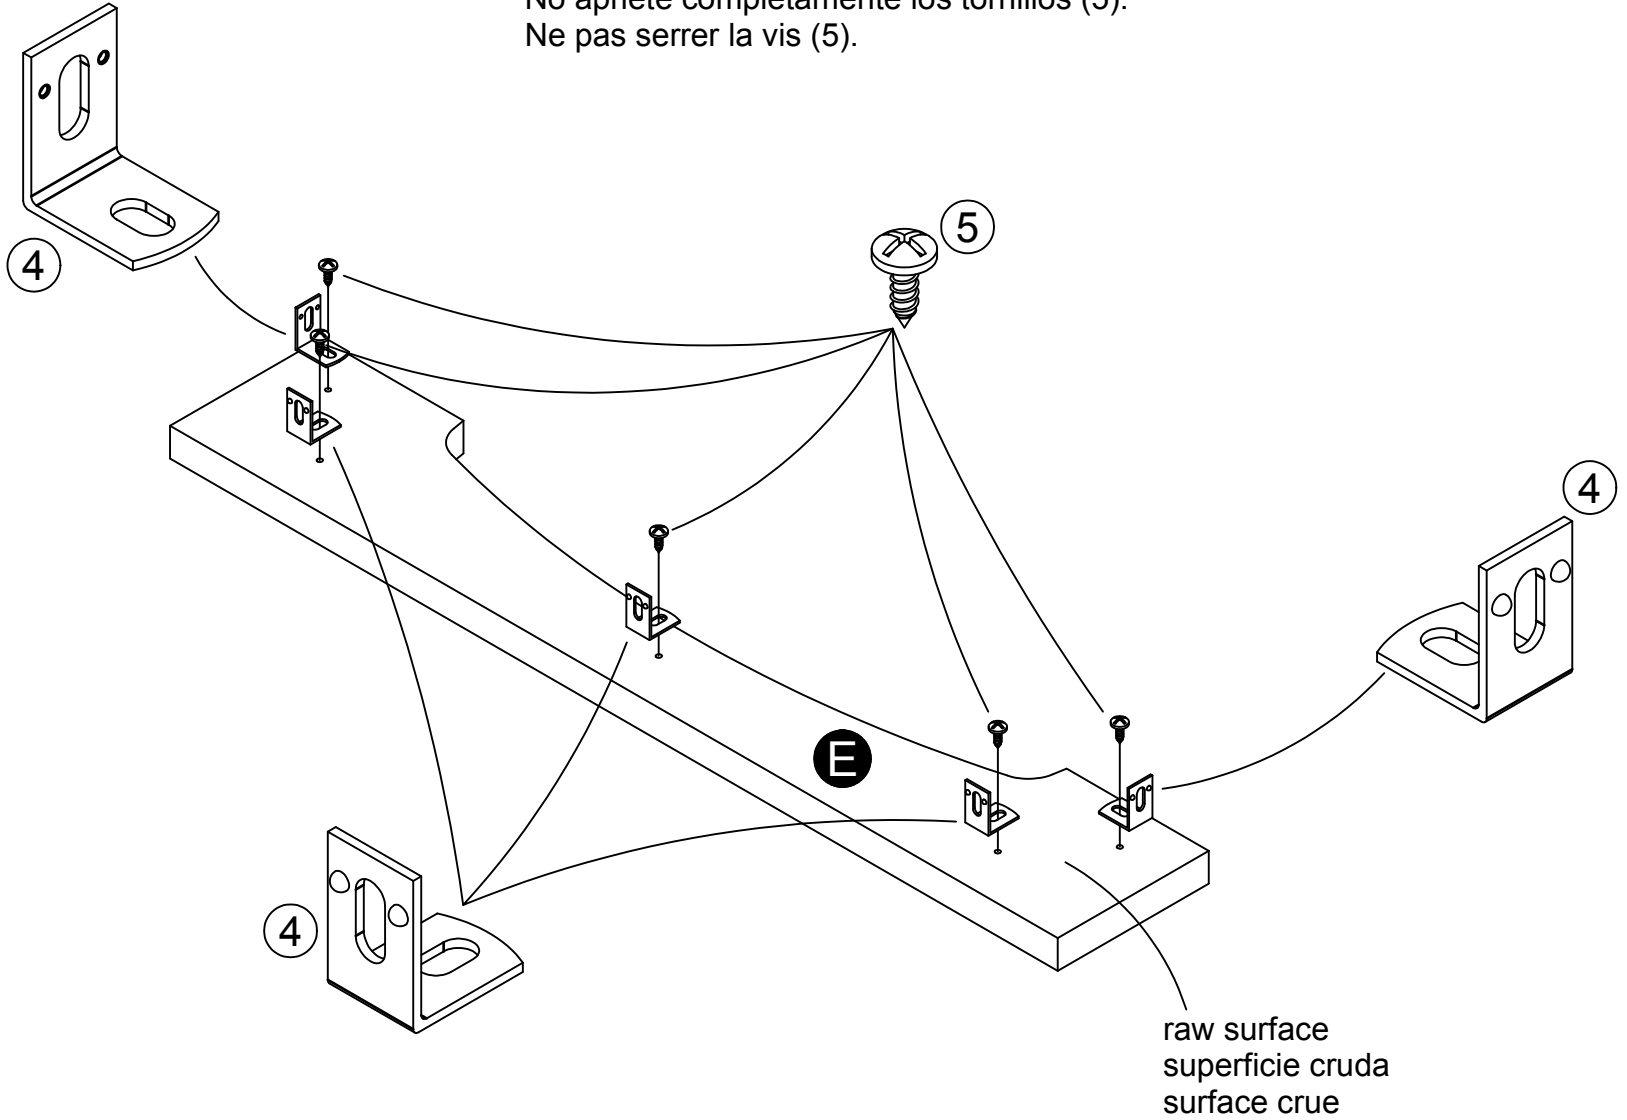 No apriete completamente los tornillos (5).
Ne pas serrer la vis (5).
4
5
4
E
4
raw surface
superficie cruda
surface crue